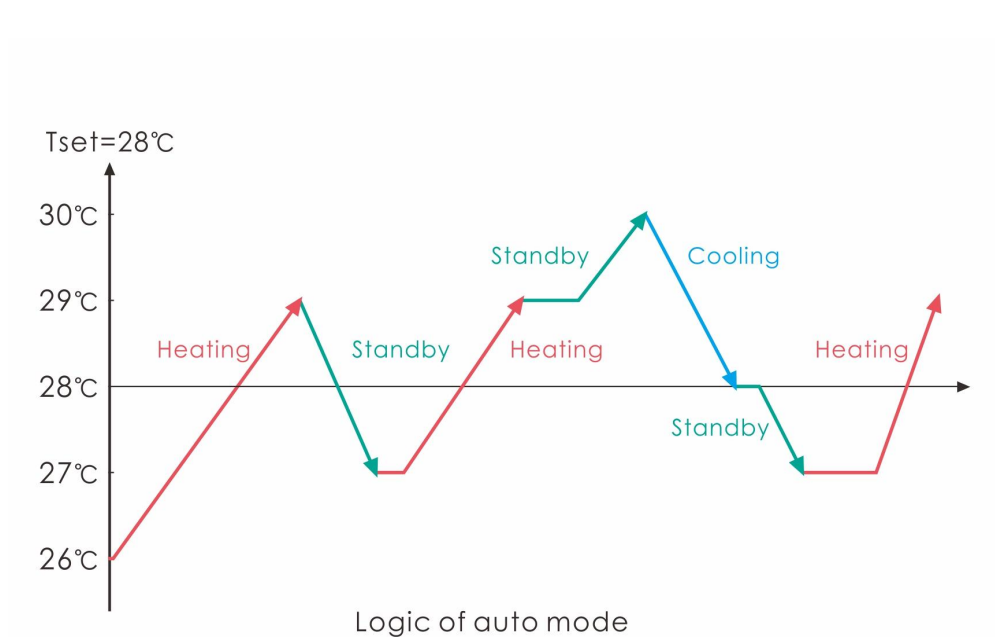 Tset=28℃
30℃
Standby
Cooling
29℃
Heating
Standby
Heating
Heating
28℃
Standby
27℃
26℃
Logic of auto mode